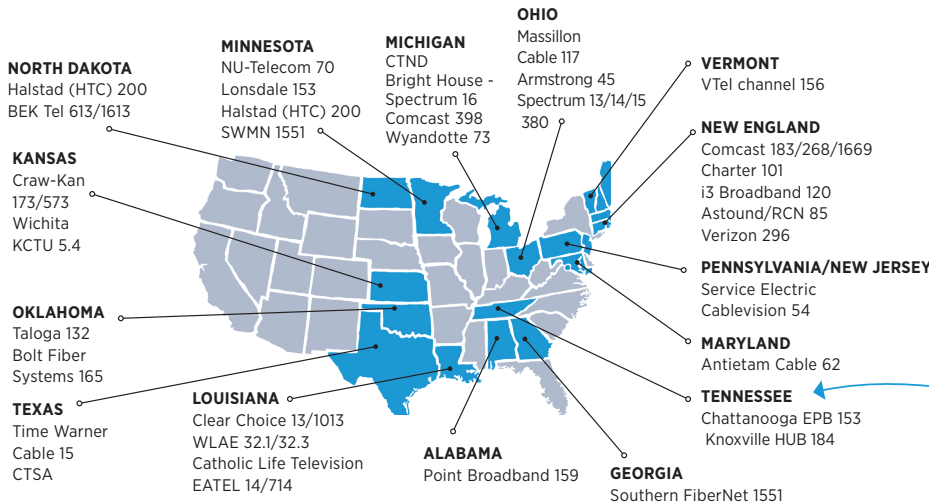 NORTH DAKOTA
Halstad (HTC) 200
BEK Tel 613/1613
KANSAS
Craw-Kan
173/573
Wichita
KCTU 5.4
OKLAHOMA
Taloga 132
Bolt Fiber
Systems 165
TEXAS
Time Warner
Cable 15
CTSA
MINNESOTA
NU-Telecom 70
Lonsdale 153
Halstad (HTC) 200
SWMN 1551
MICHIGAN
CTND
Bright House -
Spectrum 16
Comcast 398
Wyandotte 73
OHIO
Massillon
Cable 117
Armstrong 45
Spectrum 13/14/15
380
VERMONT
VTel channel 156
NEW ENGLAND
Comcast 183/268/1669
Charter 101
i3 Broadband 120
Astound/RCN 85
Verizon 296
PENNSYLVANIA/NEW JERSEY
Service Electric
Cablevision 54
MARYLAND
Antietam Cable 62
TENNESSEE
Chattanooga EPB 153
Knoxville HUB 184
LOUISIANA
Clear Choice 13/1013
WLAE 32.1/32.3
Catholic Life Television
EATEL 14/714
ALABAMA
Point Broadband 159
GEORGIA
Southern FiberNet 1551